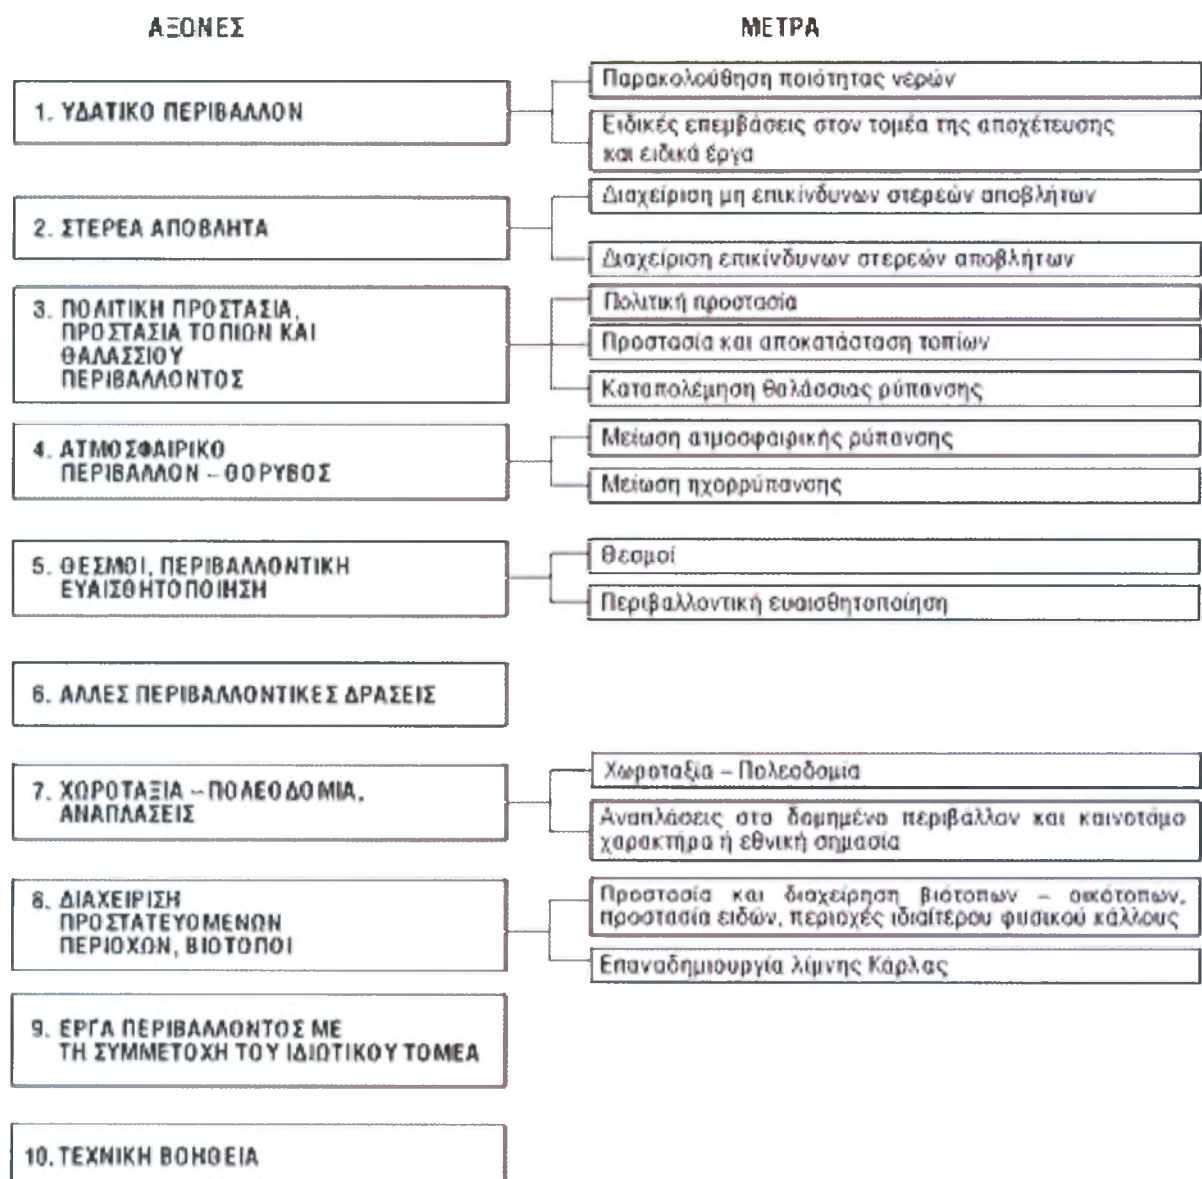 ΑΞΟΝΕΣ
ΜΕΤΡΑ
1. ΥΔΑΤΙΚΟ ΠΕΡΙΒΑΛΛΟΝ
Παρακολούθηση ποιότητας νερών
Ειδικές επεμβάσεις στον τομέα της αποχέτευσης
και ειδικά έργα
2. ΣΤΕΡΕΑ ΑΠΟΒΛΗΤΑ
Διαχείριση μη επικίνδυνων στερεών αποβλήτων
Διαχείριση επικίνδυνων στερεών αποβλήτων
3. ΠΟΛΙΤΙΚΗ ΠΡΟΣΤΑΣΙΑ,
ΠΡΟΣΤΑΣΙΑ ΤΟΠΙΩΝ ΚΑΙ
ΘΑΛΑΣΣΙΟΥ
ΠΕΡΙΒΑΛΛΟΝΤΟΣ
Πολιτική προστασία
Προστασία και αποκατάσταση τοπίων
Καταπολέμηση θαλάσσιας ρύπανσης
4. ΑΤΜΟΣΦΑΙΡΙΚΟ
ΠΕΡΙΒΑΛΛΟΝ – ΘΟΡΥΒΟΣ
Μείωση ατμοσφαιρικής ρύπανσης
Μείωση ηχορρύπανσης
5. ΘΕΣΜΟΙ, ΠΕΡΙΒΑΛΛΟΝΤΙΚΗ
ΕΥΑΙΣΘΗΤΟΠΟΙΗΣΗ
Θεσμοί
Περιβαλλοντική ευαισθητοποίηση
6. ΑΛΛΕΣ ΠΕΡΙΒΑΛΛΟΝΤΙΚΕΣ ΔΡΑΣΕΙΣ
7. ΧΩΡΟΤΑΞΙΑ – ΠΟΛΕΟΔΟΜΙΑ,
ΑΝΑΠΛΑΣΕΙΣ
Χωροταξία – Πολεοδομία
Αναπλάσεις στο δομημένο περιβάλλον και καινοτόμο
χαρακτήρα ή εθνική σημασία
8. ΔΙΑΧΕΙΡΙΣΗ
ΠΡΟΣΤΑΤΕΥΟΜΕΝΩΝ
ΠΕΡΙΟΧΩΝ, ΒΙΟΤΟΠΟΙ
Προστασία και διαχείρηση βιότοπων – οικότοπων,
προστασία ειδών, περιοχές ιδιαίτερου φυσικού κάλλους
Επαναδημιουργία λίμνης Κάρλας
9. ΕΡΓΑ ΠΕΡΙΒΑΛΛΟΝΤΟΣ ΜΕ
ΤΗ ΣΥΜΜΕΤΟΧΗ ΤΟΥ ΙΔΙΩΤΙΚΟΥ ΤΟΜΕΑ
10. ΤΕΧΝΙΚΗ ΒΟΗΘΕΙΑ